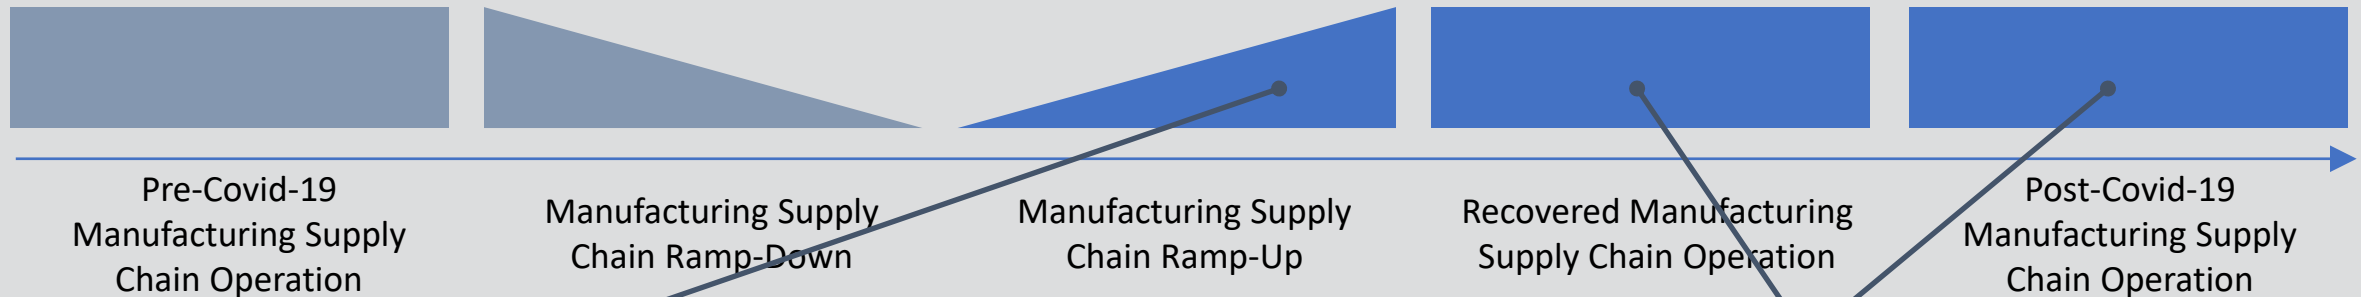 Pre-Covid-19
Manufacturing Supply
Chain Operation
Manufacturing Supply
Chain Ramp-Down
Manufacturing Supply
Chain Ramp-Up
Recovered Manufacturing
Supply Chain Operation
Post-Covid-19
Manufacturing Supply
Chain Operation